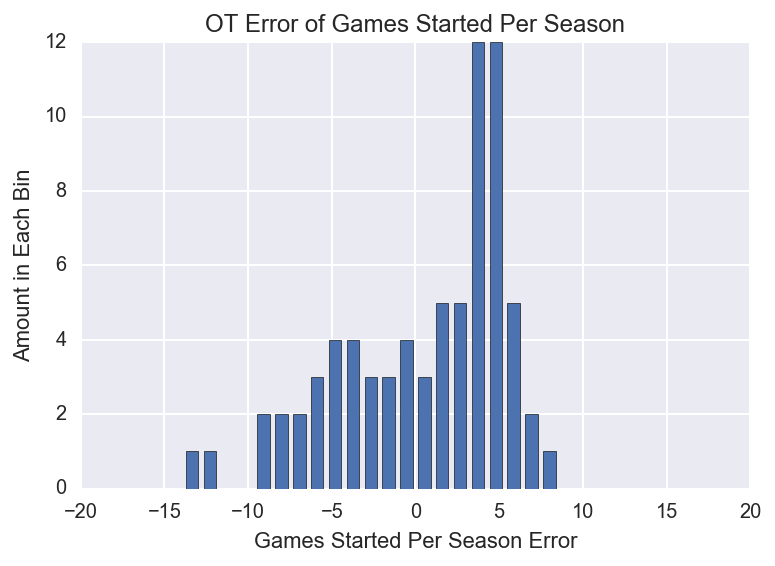 OT Error of Games Started Per Season
12
10
8
6
4
2
0
Amount in Each Bin
−20 −15 −10 −5 0 5 10 15 20
Games Started Per Season Error